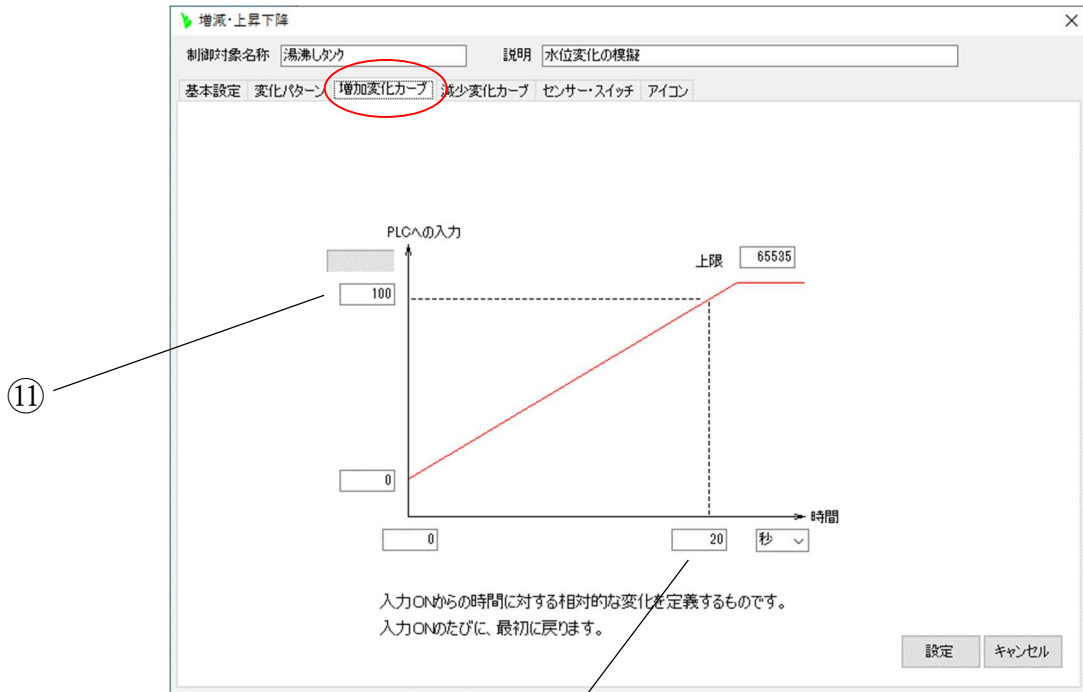 増減・上昇下降
制御対象名称 湯沸しタンク 説明 水位変化の模擬
基本設定 変化パターン 増加変化カーブ 減少変化カーブ センサー・スイッチ アイコン
PLCへの入力
上限 65535
100
⑪
0
時間
0 20 秒
入力ONからの時間に対する相対的な変化を定義するものです。
入力ONのたびに、最初に戻ります。
設定 キャンセル